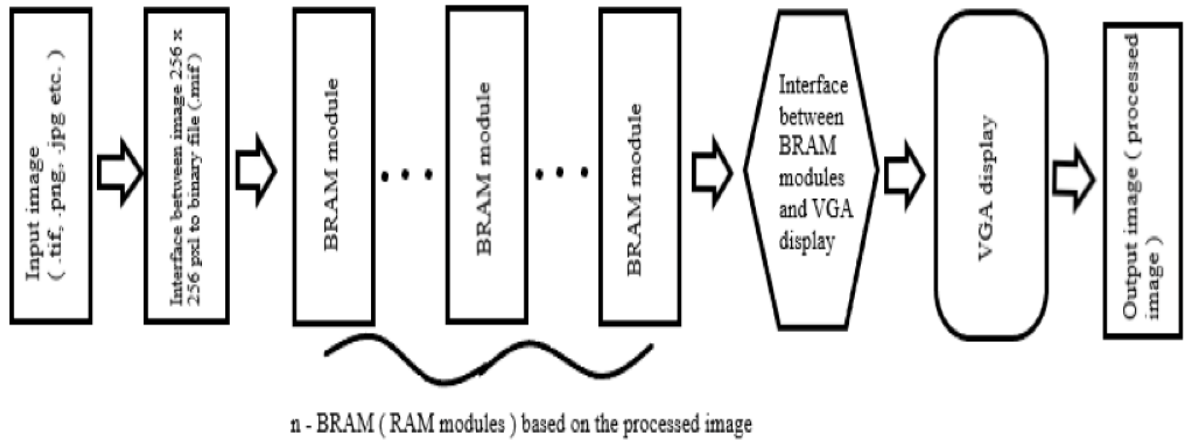 Input image
( .tif, .png, .jpg etc. )
Interface between image 256 x
256 pxl to binary file (.mif )
BRAM module
BRAM module
BRAM module
Interface
between
BRAM
modules
and VGA
display
VGA display
Output image ( processed
image )
n - BRAM ( RAM modules ) based on the processed image